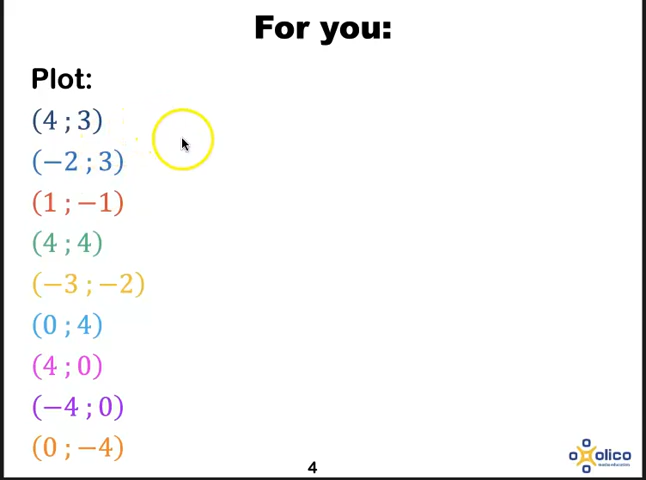 For you:
Plot:
(4 ; 3)
(−2 ; 3)
(1 ; −1)
(4 ; 4)
(−3 ; −2)
(0 ; 4)
(4 ; 0)
(−4 ; 0)
(0 ; −4)
4
olico